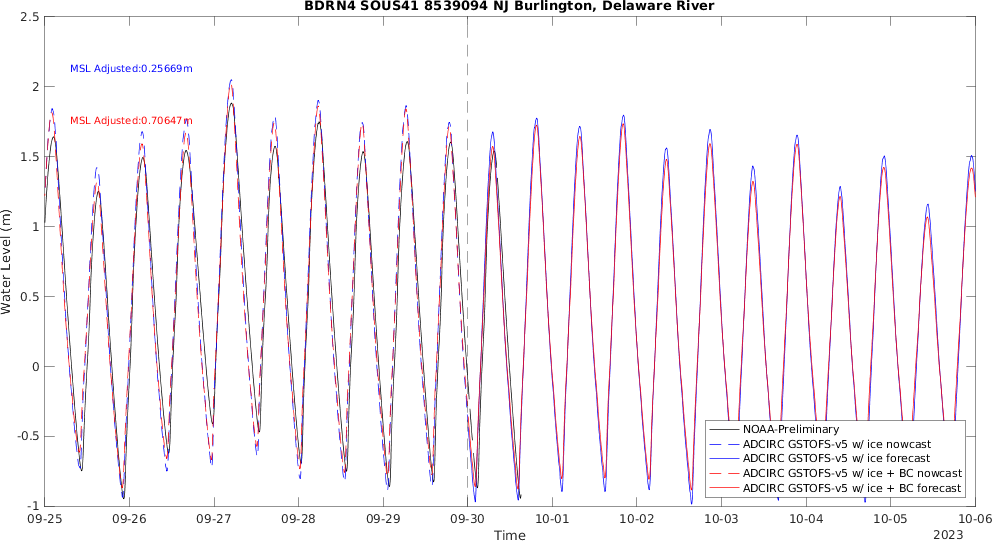 BDRN4 SOUS41 8539094 NJ Burlington, Delaware River
2.5
2
1.5
1
0.5
0
-0.5
-1
Water Level (m)
MSL Adjusted:0.25669m
MSL Adjusted:0.70647m
NOAA-Preliminary
ADCIRC GSTOFS-v5 w/ ice nowcast
ADCIRC GSTOFS-v5 w/ ice forecast
ADCIRC GSTOFS-v5 w/ ice + BC nowcast
ADCIRC GSTOFS-v5 w/ ice + BC forecast
09-25 09-26 09-27 09-28 09-29 09-30 10-01 10-02 10-03 10-04 10-05 10-06
Time
2023